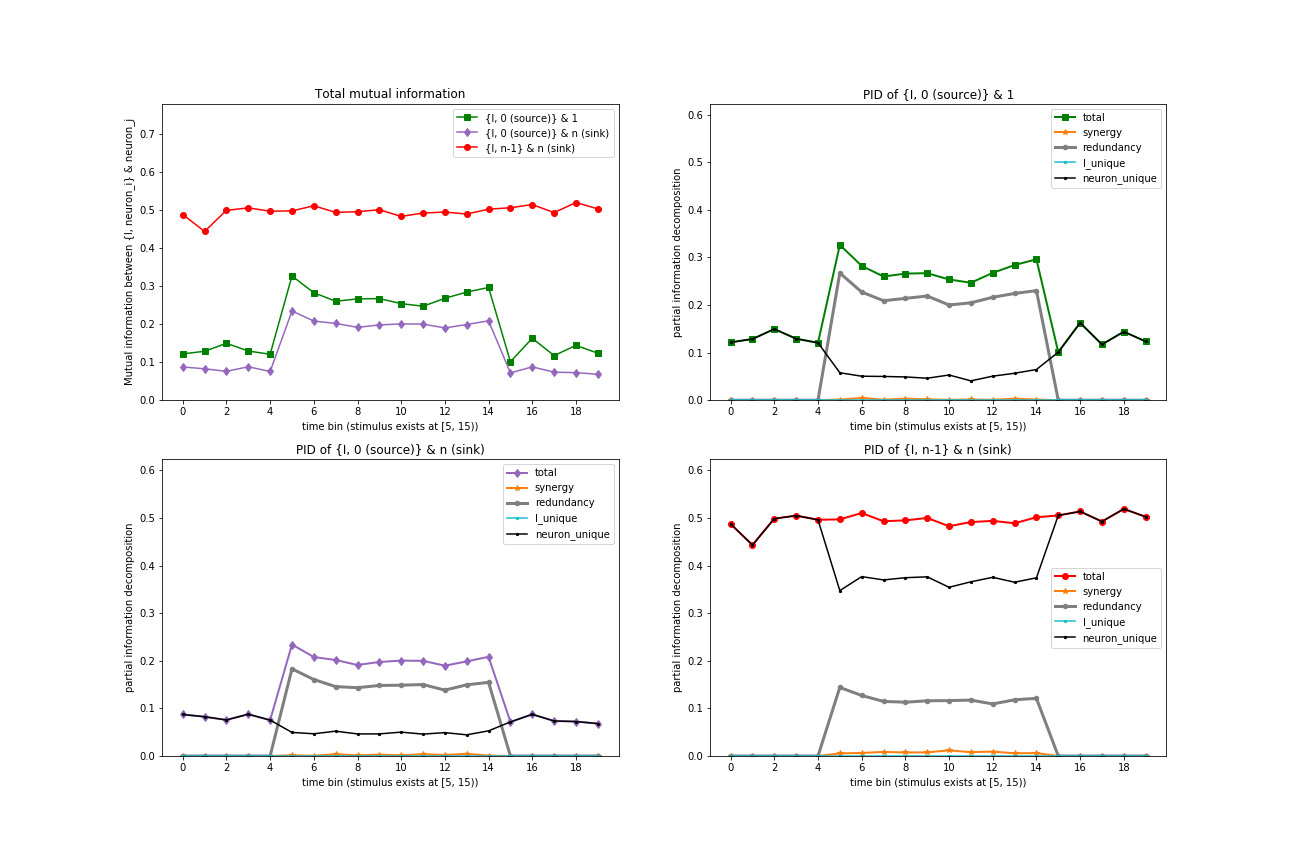 Total mutual information
Mutual information between {I, neuron_i} & neuron_j
0.7
0.6
0.5
0.4
0.3
0.2
0.1
0.0
{I, 0 (source)} & 1
{I, 0 (source)} & n (sink)
{I, n-1} & n (sink)
0 2 4 6 8 10 12 14 16 18
time bin (stimulus exists at [5, 15))
PID of {I, 0 (source)} & 1
partial information decomposition
0.6
0.5
0.4
0.3
0.2
0.1
0.0
total
synergy
redundancy
I_unique
neuron_unique
0 2 4 6 8 10 12 14 16 18
time bin (stimulus exists at [5, 15))
PID of {I, 0 (source)} & n (sink)
partial information decomposition
0.6
0.5
0.4
0.3
0.2
0.1
0.0
total
synergy
redundancy
I_unique
neuron_unique
0 2 4 6 8 10 12 14 16 18
time bin (stimulus exists at [5, 15))
PID of {I, n-1} & n (sink)
partial information decomposition
0.6
0.5
0.4
0.3
0.2
0.1
0.0
total
synergy
redundancy
I_unique
neuron_unique
0 2 4 6 8 10 12 14 16 18
time bin (stimulus exists at [5, 15))